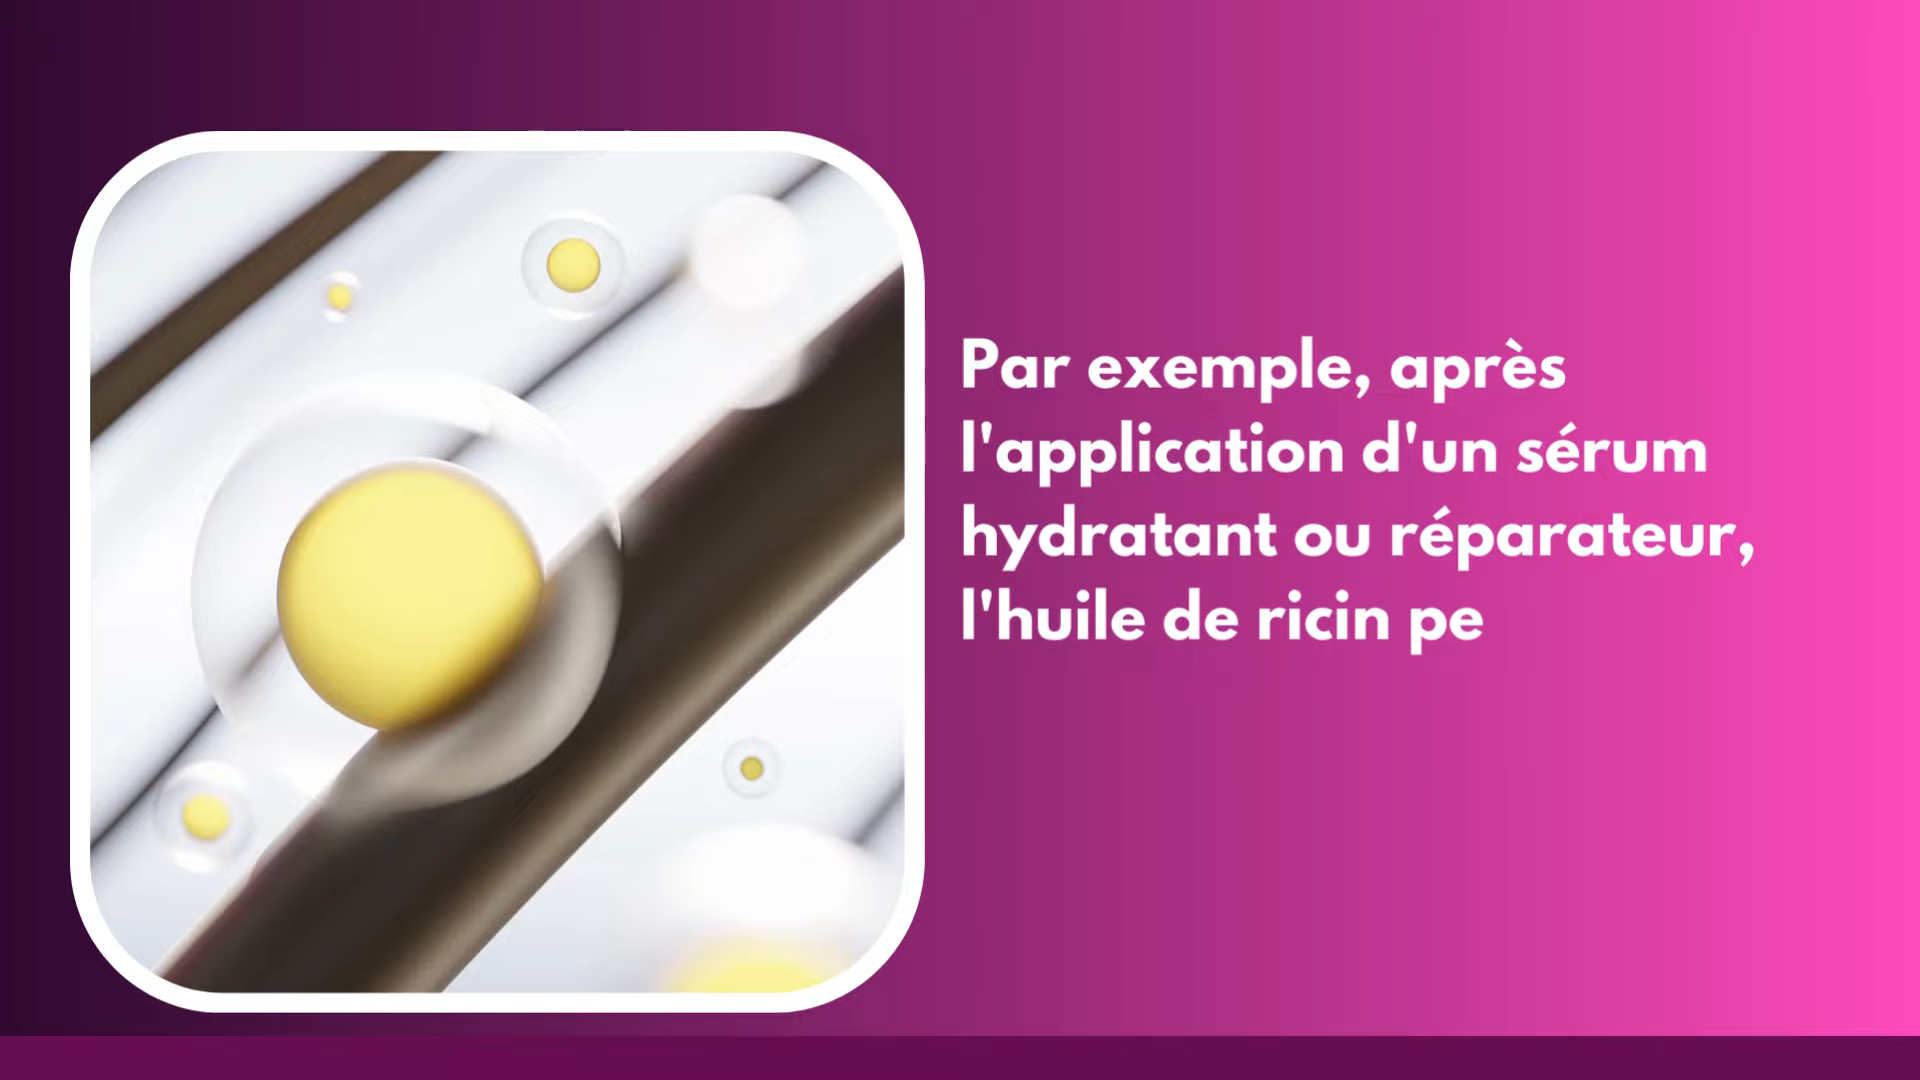 Par exemple, après
l'application d'un sérum
hydratant ou réparateur,
l'huile de ricin pe